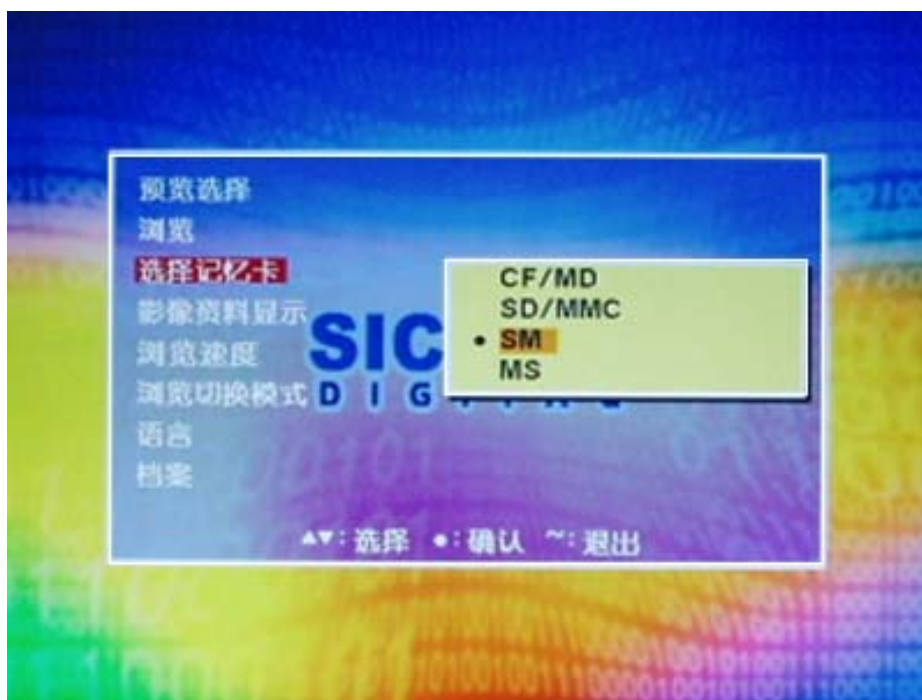 预览选择
浏览
选择记忆卡
影像资料显示
浏览速度
浏览切换模式
语言
档案
CF/MD
SD/MMC
• SM
MS
SIC
DIG
▲▼:选择 ●:确认 ~:退出